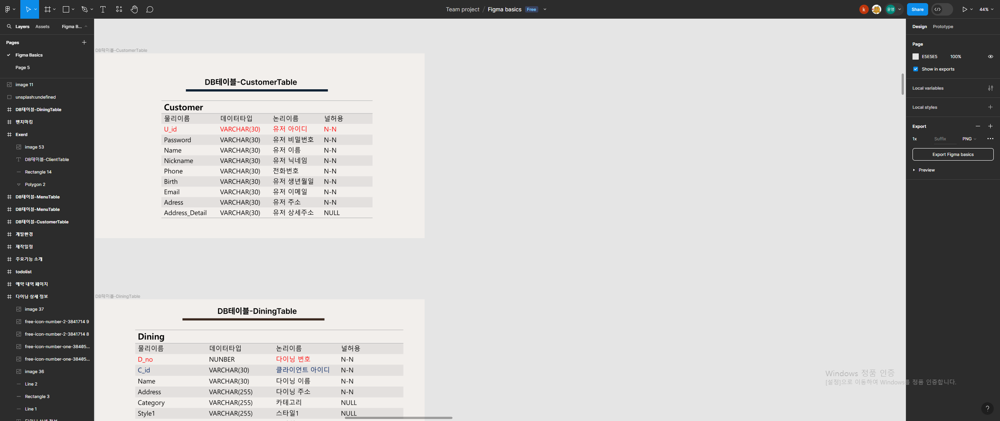 Team project / Figma basics Free
k 윤영 Share 44%
Layers Assets Figma B...
Pages
Figma Basics
Page 5
image 11
unsplash:undefined
DB테이블-DiningTable
벤치마킹
Exerd
image 53
DB테이블-ClientTable
Rectangle 14
Polygon 2
DB테이블-MenuTable
DB테이블-MenuTable
DB테이블-CustomerTable
개발환경
재작일정
주요기능 소개
todolist
예약 내역 페이지
다이닝 상세 정보
image 37
free-icon-number-2-3841714 9
free-icon-number-2-3841714 8
free-icon-number-one-38405...
free-icon-number-one-38405...
image 36
Line 2
Rectangle 3
Line 1
다이닝 상세 정보
DB테이블-CustomerTable
DB테이블-CustomerTable
Customer
물리이름 데이터타입 논리이름 널허용
U_id VARCHAR(30) 유저 아이디 N-N
Password VARCHAR(30) 유저 비밀번호 N-N
Name VARCHAR(30) 유저 이름 N-N
Nickname VARCHAR(30) 유저 닉네임 N-N
Phone VARCHAR(30) 전화번호 N-N
Birth VARCHAR(30) 유저 생년월일 N-N
Email VARCHAR(30) 유저 이메일 N-N
Adress VARCHAR(30) 유저 주소 N-N
Address_Detail VARCHAR(30) 유저 상세주소 NULL
DB테이블-DiningTable
DB테이블-DiningTable
Dining
물리이름 데이터타입 논리이름 널허용
D_no NUNBER 다이닝 번호 N-N
C_id VARCHAR(30) 클라이언트 아이디 N-N
Name VARCHAR(30) 다이닝 이름 N-N
Address VARCHAR(255) 다이닝 주소 N-N
Category VARCHAR(255) 카테고리 NULL
Style1 VARCHAR(255) 스타일1 NULL
Design Prototype
Page
E5E5E5 100%
Show in exports
Local variables
Local styles
Export
1x Suffix PNG
Export Figma basics
Preview
Windows 정품 인증
[설정]으로 이동하여 Windows를 정품 인증합니다.
?